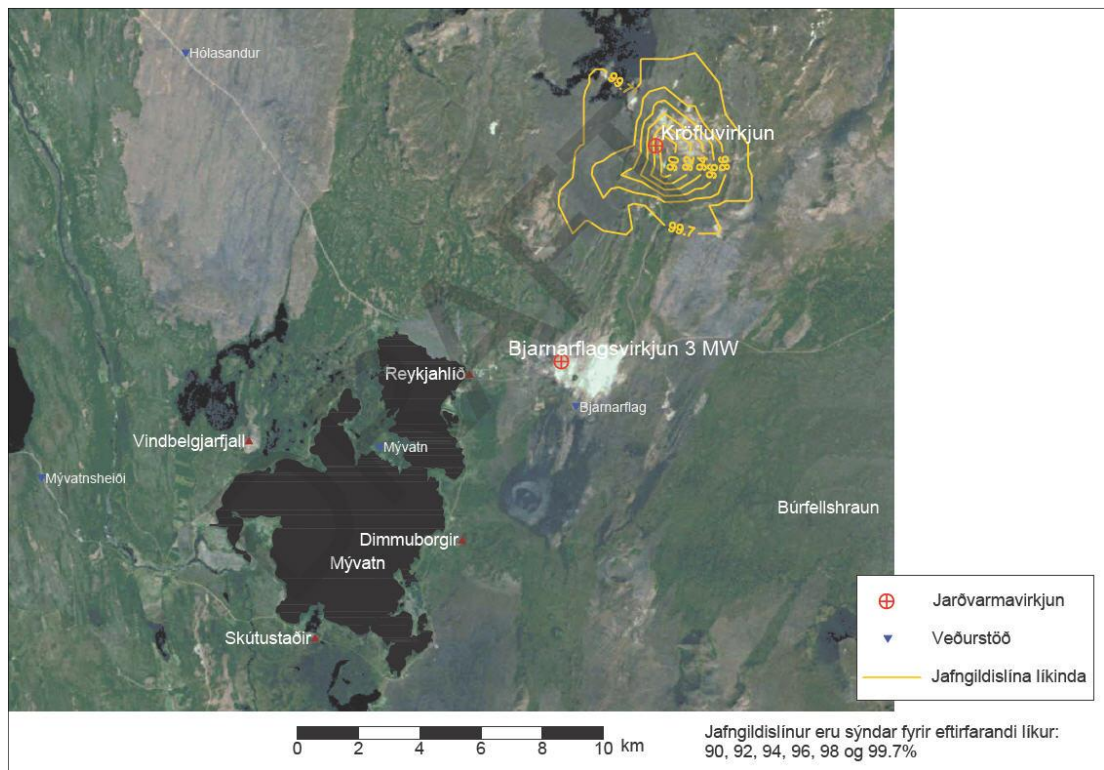 Hólasandur
99.7
Kröfluvirkjun
90
92
94
96
98
99.7
Bjarnarflagsvirkjun 3 MW
Reykjahlíð
Bjarnarflag
Vindbelgjarfjall
Mývatn
Mývatnsheiði
Búrfellshraun
Dimmuborgir
Mývatn
Skútustaðir
Jarðvarmavirkjun
Veðurstöð
Jafngildislína líkinda
0 2 4 6 8 10 km
Jafngildislínur eru sýndar fyrir eftirfarandi líkur:
90, 92, 94, 96, 98 og 99.7%
DRAFT